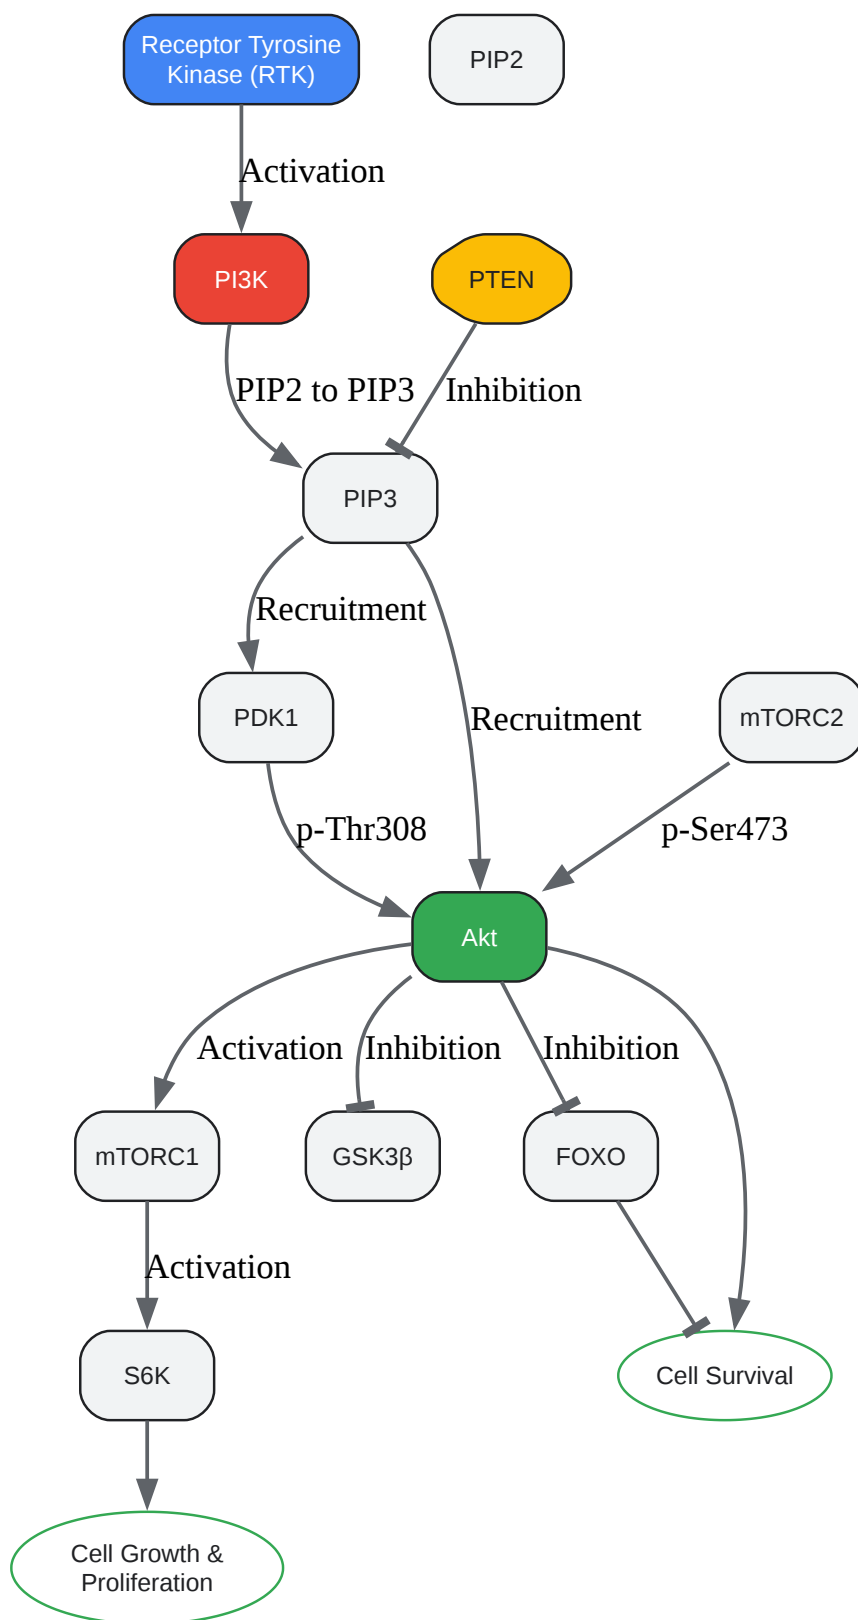 Receptor Tyrosine
Kinase (RTK)
PIP2
Activation
PI3K
PTEN
PIP2 to PIP3
Inhibition
PIP3
Recruitment
PDK1
Recruitment
mTORC2
p-Thr308
p-Ser473
Akt
Activation
Inhibition
Inhibition
mTORC1
GSK3β
FOXO
Activation
S6K
Cell Survival
Cell Growth &
Proliferation